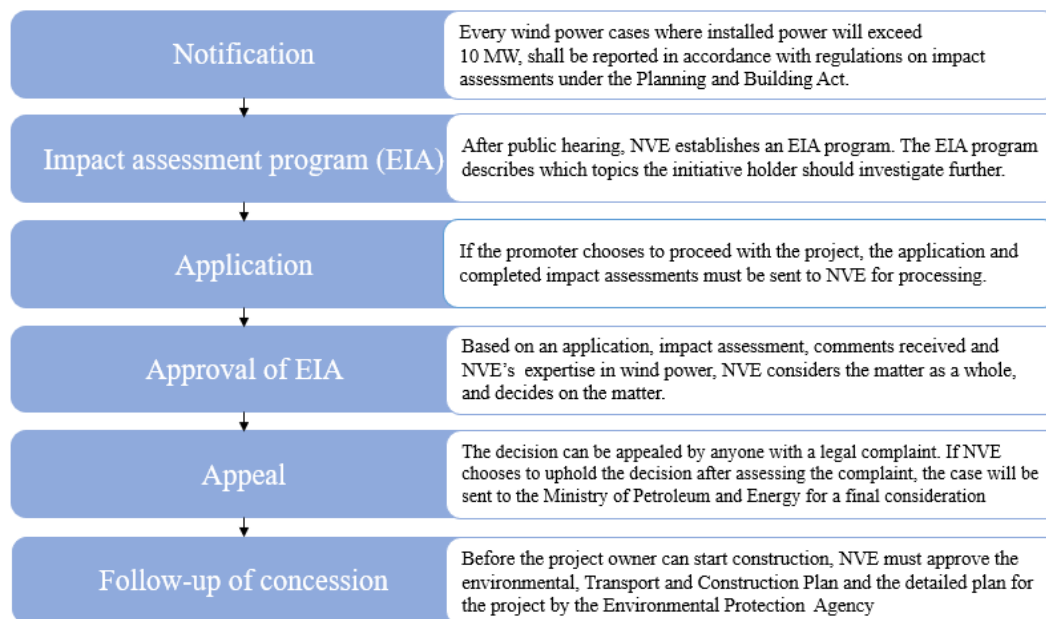 Notification
Every wind power cases where installed power will exceed
10 MW, shall be reported in accordance with regulations on impact
assessments under the Planning and Building Act.
Impact assessment program (EIA)
After public hearing, NVE establishes an EIA program. The EIA program
describes which topics the initiative holder should investigate further.
Application
If the promoter chooses to proceed with the project, the application and
completed impact assessments must be sent to NVE for processing.
Approval of EIA
Based on an application, impact assessment, comments received and
NVE's expertise in wind power, NVE considers the matter as a whole,
and decides on the matter.
Appeal
The decision can be appealed by anyone with a legal complaint. If NVE
chooses to uphold the decision after assessing the complaint, the case will be
sent to the Ministry of Petroleum and Energy for a final consideration
Follow-up of concession
Before the project owner can start construction, NVE must approve the
environmental, Transport and Construction Plan and the detailed plan for
the project by the Environmental Protection Agency